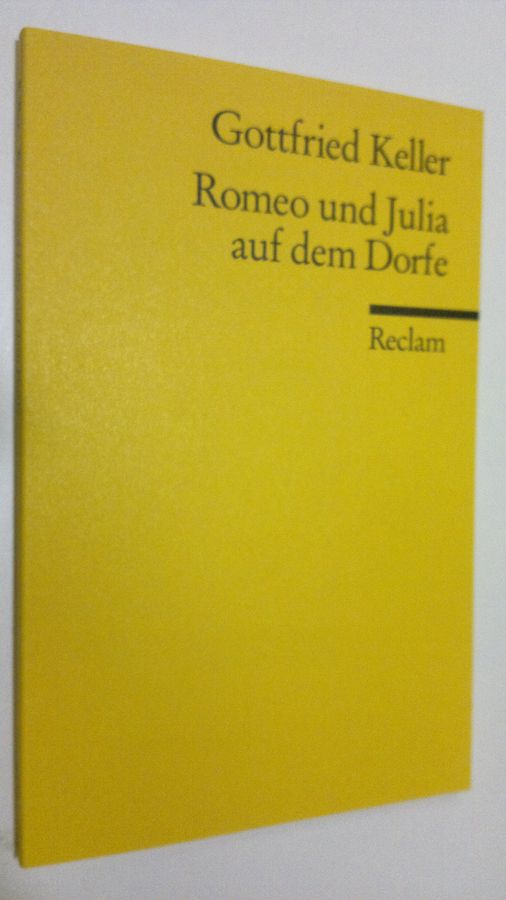 Gottfried Keller
Romeo und Julia
auf dem Dorfe
Reclam